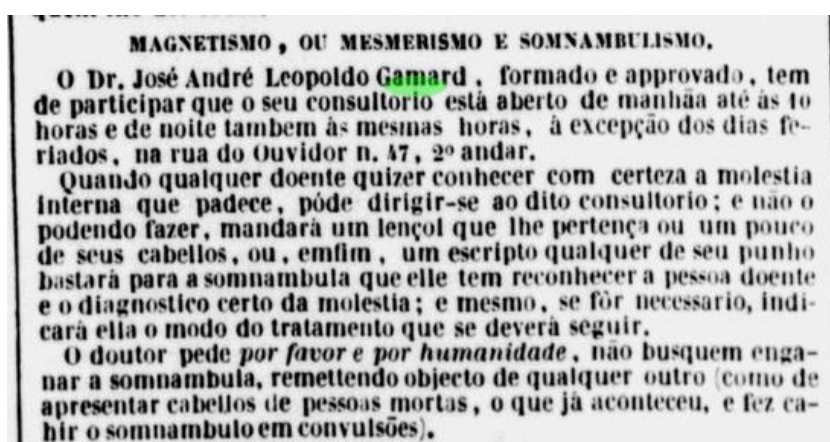 MAGNETISMO, OU MESMERISMO E SOMNAMBULISMO.
O Dr. José André Leopoldo Gamard, formado e approvado, tem
de participar que o seu consultorio está aberto de manhãa até ás 10
horas e de noite tambem ás mesmas horas, á excepção dos dias fe-
riados, na rua do Ouvidor n. 47, 2º andar.
Quando qualquer doente quizer conhecer com certeza a molestia
interna que padece, póde dirigir-se ao dito consultorio; e não o
podendo fazer, mandará um lençol que lhe pertença ou um pouco
de seus cabellos, ou, emfim, um escripto qualquer de seu punho
bastará para a somnambula que elle tem reconhecer a pessoa doente
e o diagnostico certo da molestia; e mesmo, se fôr necessario, indi-
cará ella o modo do tratamento que se deverá seguir.
O doutor pede por favor e por humanidade, não busquem enga-
nar a somnambula, remettendo objecto de qualquer outro (como de
apresentar cabellos de pessoas mortas, o que já aconteceu, e fez ca-
hir o somnambulo em convulsões).